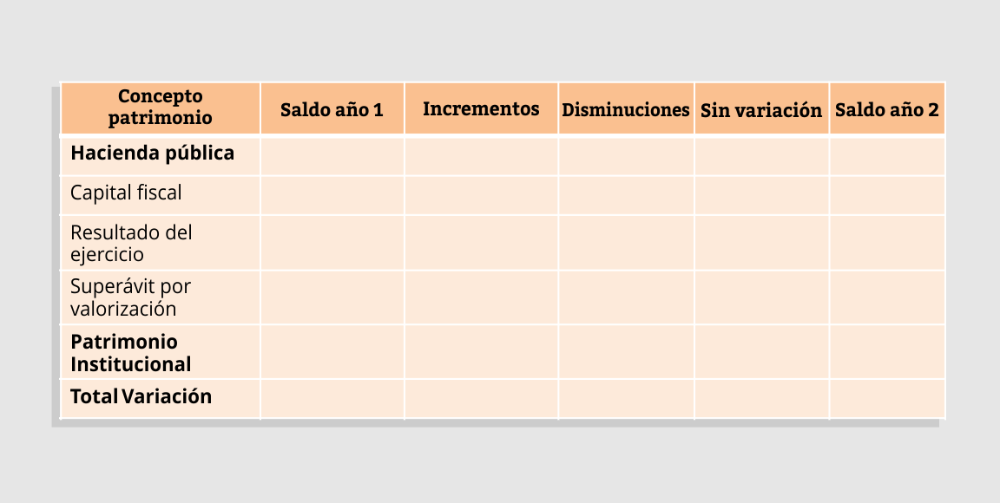 Concepto
patrimonio
Saldo año 1
Incrementos
Disminuciones
Sin variación
Saldo año 2
Hacienda pública
Capital fiscal
Resultado del
ejercicio
Superávit por
valorización
Patrimonio
Institucional
Total Variación